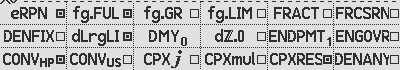 eRPN ▣ fg.FUL ▣ fg.GR □ fg.LIM □ FRACT □ FRCSRN □
DENFIX □ dLrgLI ▣ DMY₀ dZ.0 □ ENDPMT₁ ENGOVR □
CONVHP ▣ CONVUS □ CPXj □ CPXmul □ CPXRES ▣ DENANY □